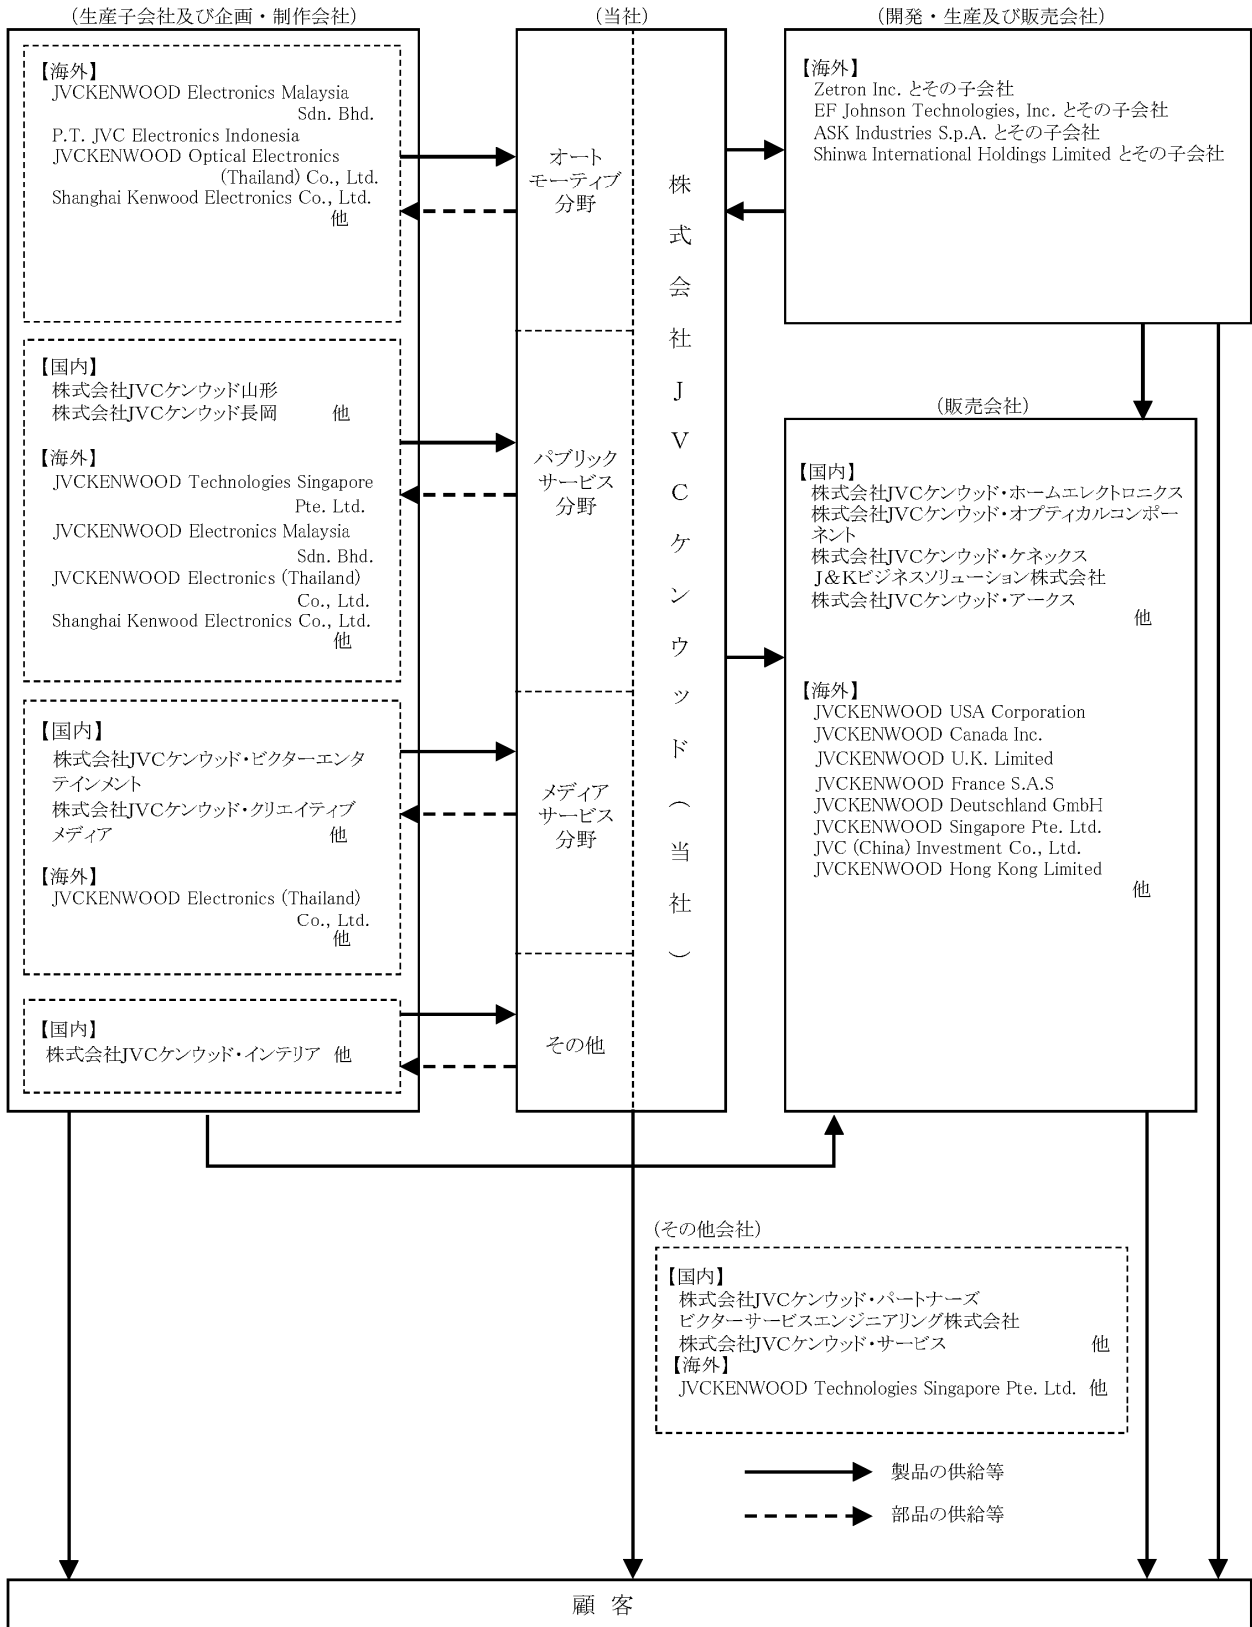 (生産子会社及び企画・制作会社)
【海外】
JVCKENWOOD Electronics Malaysia
Sdn. Bhd.
P.T. JVC Electronics Indonesia
JVCKENWOOD Optical Electronics
(Thailand) Co., Ltd.
Shanghai Kenwood Electronics Co., Ltd.
他
【国内】
株式会社JVCケンウッド山形
株式会社JVCケンウッド長岡 他
【海外】
JVCKENWOOD Technologies Singapore
Pte. Ltd.
JVCKENWOOD Electronics Malaysia
Sdn. Bhd.
JVCKENWOOD Electronics (Thailand)
Co., Ltd.
Shanghai Kenwood Electronics Co., Ltd.
他
【国内】
株式会社JVCケンウッド・ビクターエンタ
テインメント
株式会社JVCケンウッド・クリエイティブ
メディア 他
【海外】
JVCKENWOOD Electronics (Thailand)
Co., Ltd.
他
【国内】
株式会社JVCケンウッド・インテリア 他
(当社)
オート
モーティブ
分野
パブリック
サービス
分野
メディア
サービス
分野
その他
株式会社JVCケンウッド(当社)
(開発・生産及び販売会社)
【海外】
Zetron Inc. とその子会社
EF Johnson Technologies, Inc. とその子会社
ASK Industries S.p.A. とその子会社
Shinwa International Holdings Limited とその子会社
(販売会社)
【国内】
株式会社JVCケンウッド・ホームエレクトロニクス
株式会社JVCケンウッド・オプティカルコンポー
ネント
株式会社JVCケンウッド・ケネックス
J&Kビジネスソリューション株式会社
株式会社JVCケンウッド・アークス
他
【海外】
JVCKENWOOD USA Corporation
JVCKENWOOD Canada Inc.
JVCKENWOOD U.K. Limited
JVCKENWOOD France S.A.S
JVCKENWOOD Deutschland GmbH
JVCKENWOOD Singapore Pte. Ltd.
JVC (China) Investment Co., Ltd.
JVCKENWOOD Hong Kong Limited
他
(その他会社)
【国内】
株式会社JVCケンウッド・パートナーズ
ビクターサービスエンジニアリング株式会社
株式会社JVCケンウッド・サービス 他
【海外】
JVCKENWOOD Technologies Singapore Pte. Ltd. 他
製品の供給等
部品の供給等
顧 客